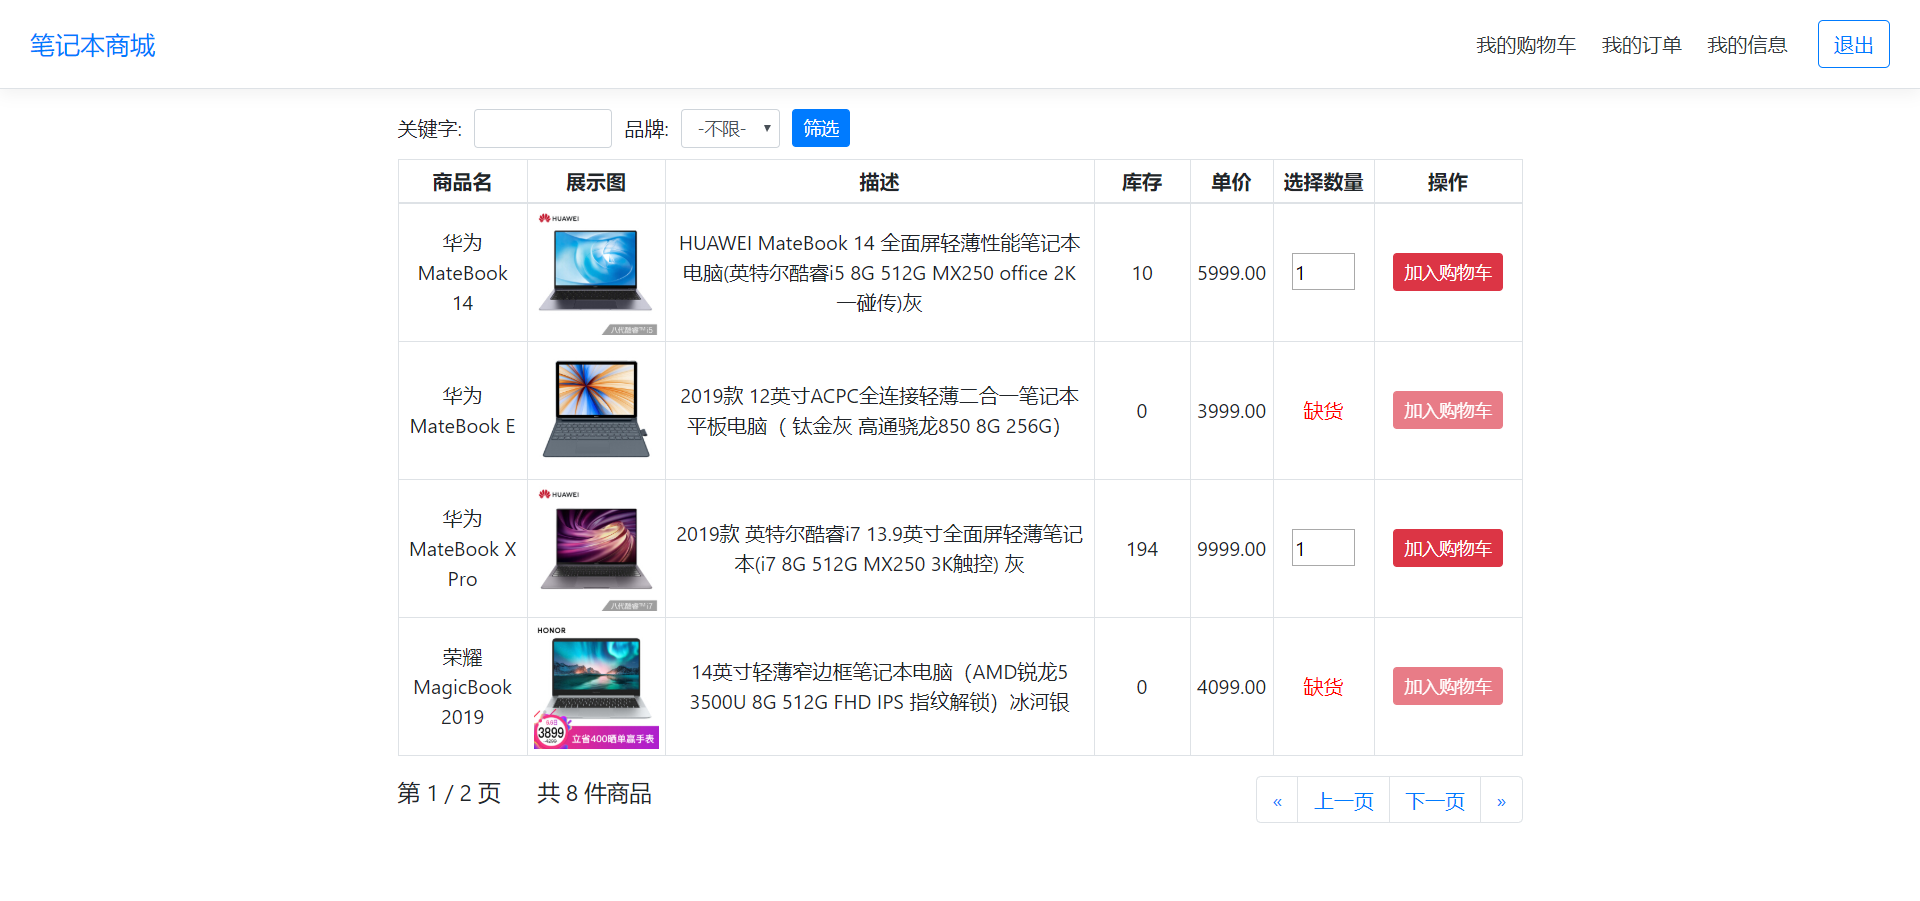 笔记本商城
我的购物车 我的订单 我的信息 退出
关键字: 品牌: -不限- 筛选
商品名 展示图 描述 库存 单价 选择数量 操作
华为
MateBook
14
HUAWEI
八代酷睿™i5
HUAWEI MateBook 14 全面屏轻薄性能笔记本
电脑(英特尔酷睿i5 8G 512G MX250 office 2K
一碰传)灰
10 5999.00 1 加入购物车
华为
MateBook E
2019款 12英寸ACPC全连接轻薄二合一笔记本
平板电脑（ 钛金灰 高通骁龙850 8G 256G）
0 3999.00 缺货 加入购物车
华为
MateBook X
Pro
HUAWEI
八代酷睿™i7
2019款 英特尔酷睿i7 13.9英寸全面屏轻薄笔记
本(i7 8G 512G MX250 3K触控) 灰
194 9999.00 1 加入购物车
荣耀
MagicBook
2019
HONOR
3899
立省400晒单赢手表
14英寸轻薄窄边框笔记本电脑（AMD锐龙5
3500U 8G 512G FHD IPS 指纹解锁）冰河银
0 4099.00 缺货 加入购物车
第 1 / 2 页 共 8 件商品
« 上一页 下一页 »